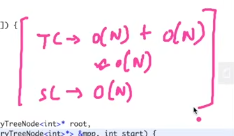 ]) {
TC → O(N) + O(N)
≈ O(N)
SC → O(N)
ryTreeNode<int>* root,
ryTreeNode<int>*> &mpp, int start) {